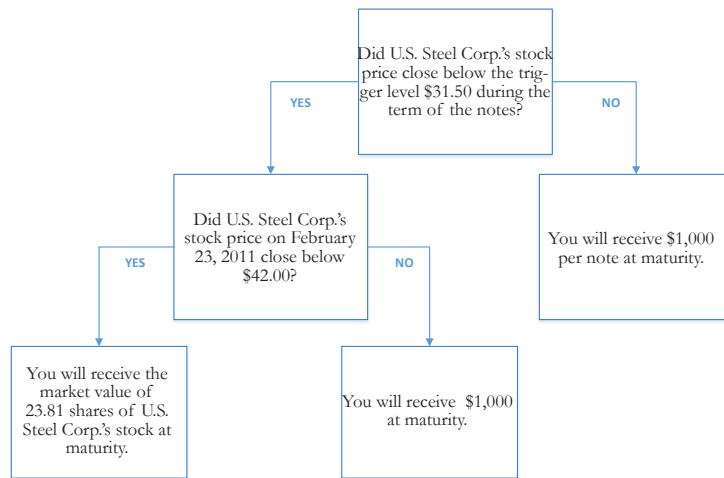 Did U.S. Steel Corp.'s stock
price close below the trig-
ger level $31.50 during the
term of the notes?
YES
NO
Did U.S. Steel Corp.'s
stock price on February
23, 2011 close below
$42.00?
You will receive $1,000
per note at maturity.
YES
NO
You will receive the
market value of
23.81 shares of U.S.
Steel Corp.'s stock at
maturity.
You will receive $1,000
at maturity.